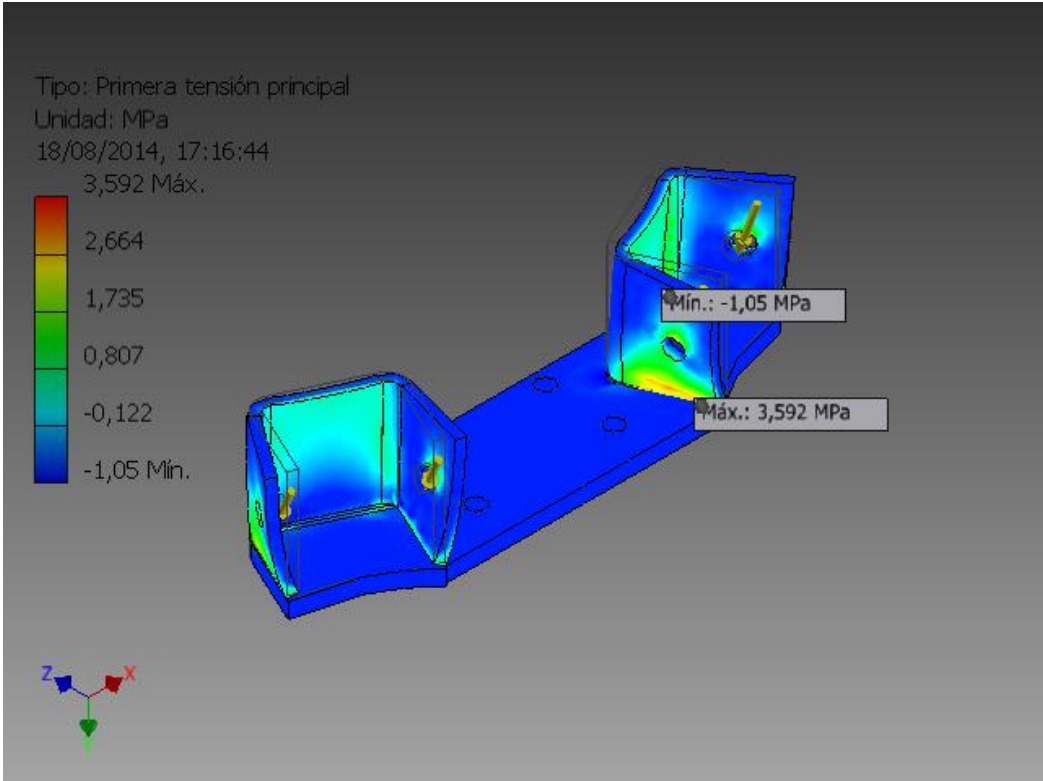 Tipo: Primera tensión principal
Unidad: MPa
18/08/2014, 17:16:44
3,592 Máx.
2,664
1,735
0,807
-0,122
-1,05 Mín.
Mín.: -1,05 MPa
Máx.: 3,592 MPa
Z
X